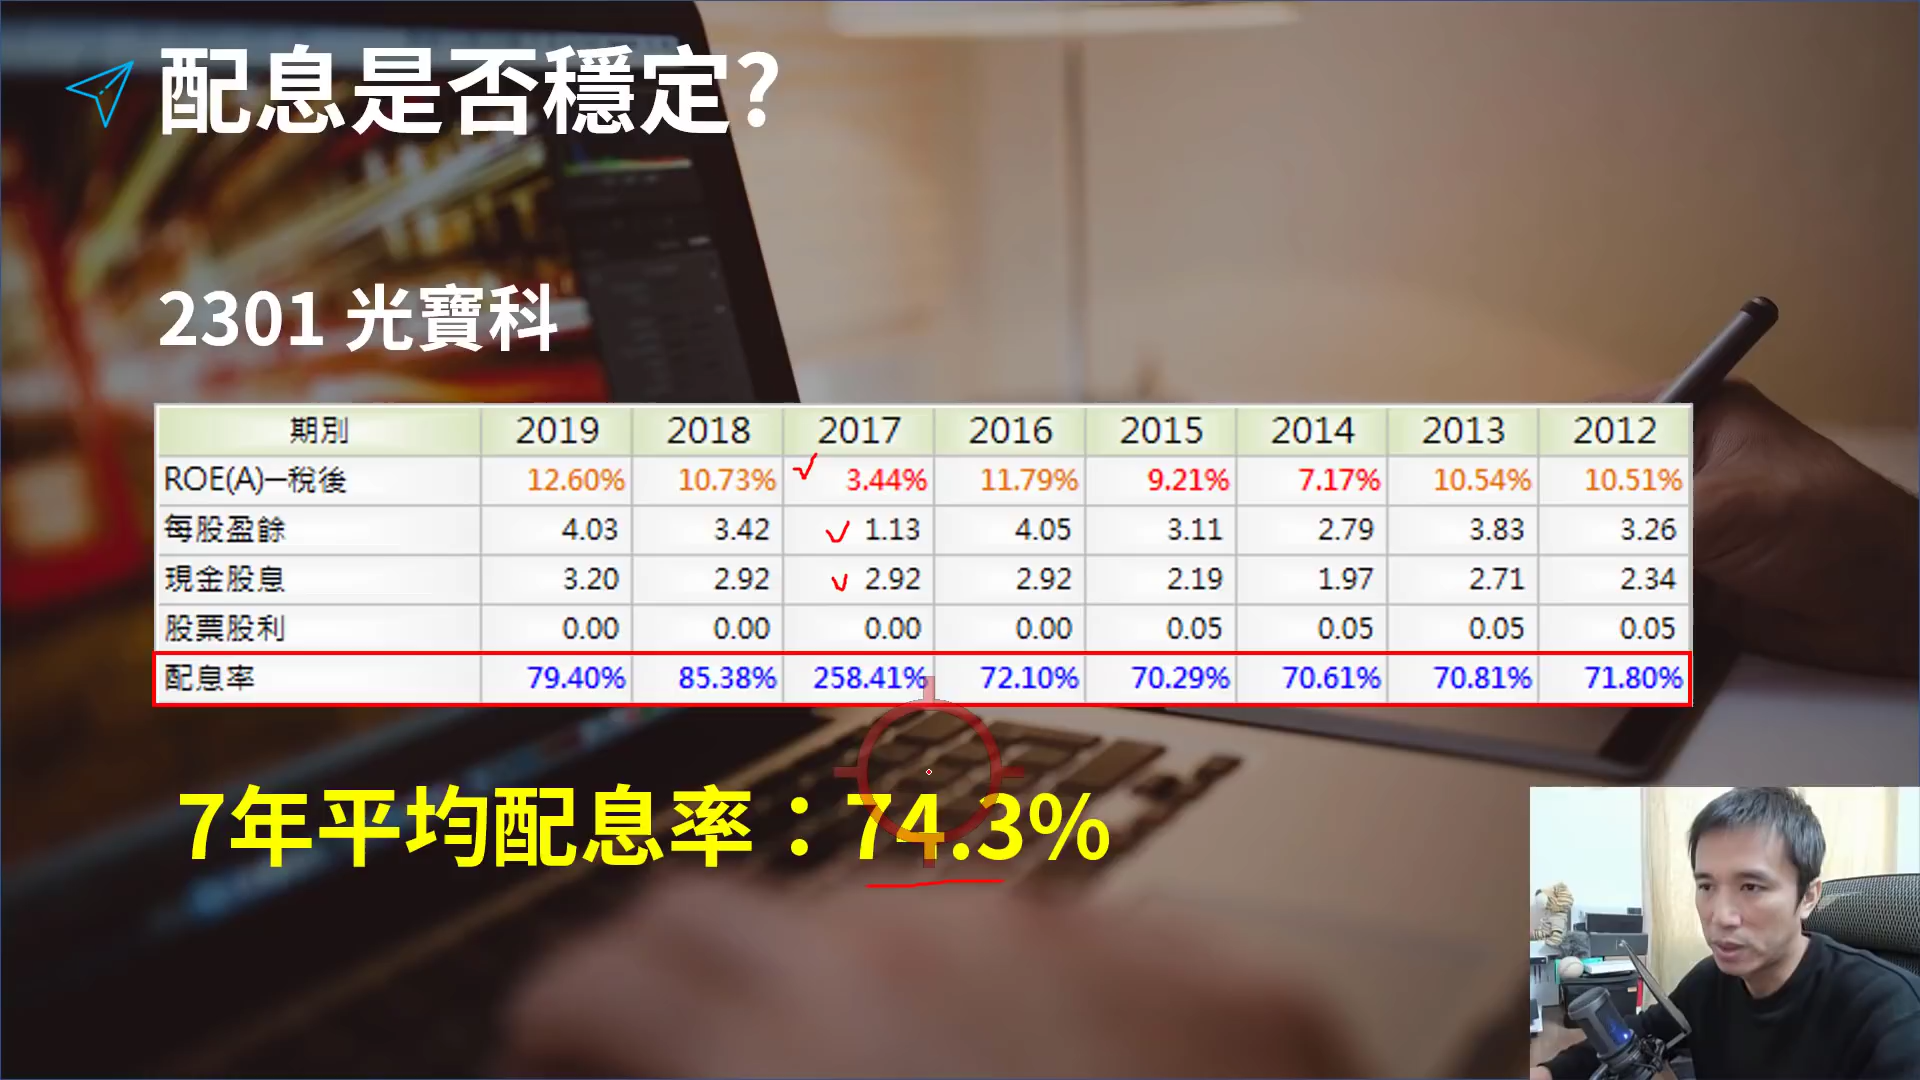 配息是否穩定?
2301 光寶科
期別 2019 2018 2017 2016 2015 2014 2013 2012
ROE(A)─稅後 12.60% 10.73% 3.44% 11.79% 9.21% 7.17% 10.54% 10.51%
每股盈餘 4.03 3.42 1.13 4.05 3.11 2.79 3.83 3.26
現金股息 3.20 2.92 2.92 2.92 2.19 1.97 2.71 2.34
股票股利 0.00 0.00 0.00 0.00 0.05 0.05 0.05 0.05
配息率 79.40% 85.38% 258.41% 72.10% 70.29% 70.61% 70.81% 71.80%
7年平均配息率：74.3%